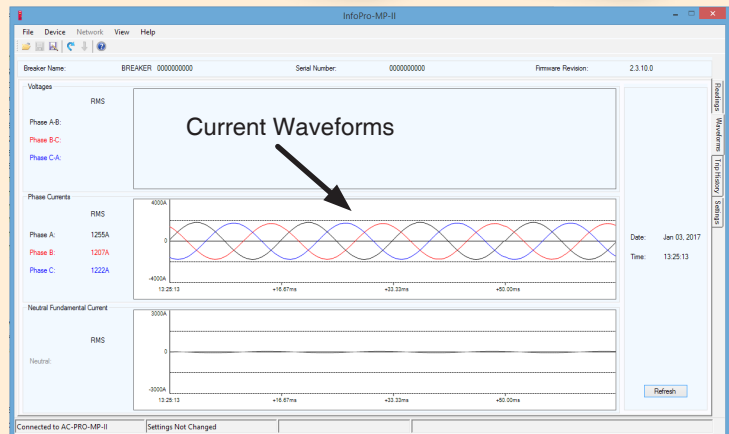 InfoPro-MP-II
File Device Network View Help
Breaker Name: BREAKER 0000000000 Serial Number: 0000000000 Firmware Revision: 2.3.10.0
Voltages
RMS
Phase A-B:
Phase B-C:
Phase C-A:
Current Waveforms
Readings
Waveforms
Trip History
Settings
Phase Currents
RMS
Phase A: 1255A
Phase B: 1207A
Phase C: 1222A
4000A
0
-4000A
13:25:13 +16.67ms +33.33ms +50.00ms
Date: Jan 03, 2017
Time: 13:25:13
Neutral Fundamental Current
RMS
Neutral:
3000A
0
-3000A
13:25:13 +16.67ms +33.33ms +50.00ms
Refresh
Connected to AC-PRO-MP-II Settings Not Changed